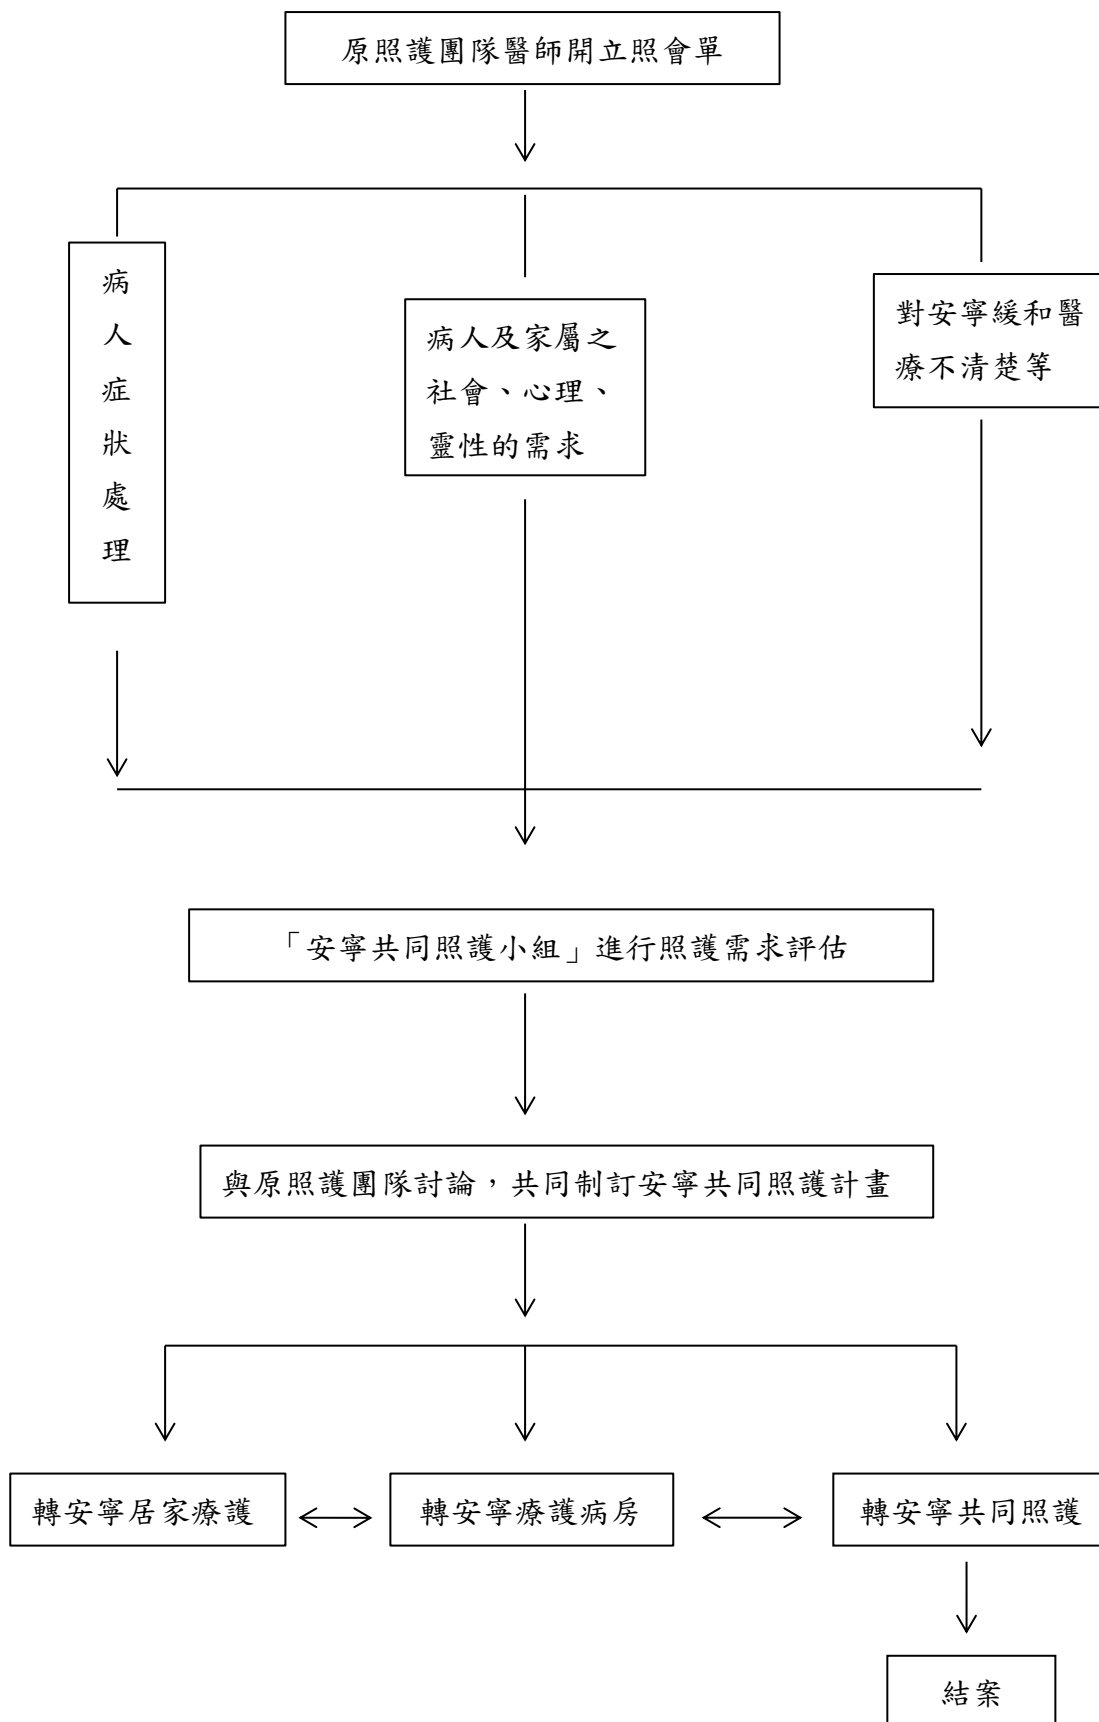 原照護團隊醫師開立照會單
病人症狀處理
病人及家屬之
社會、心理、
靈性的需求
對安寧緩和醫
療不清楚等
「安寧共同照護小組」進行照護需求評估
與原照護團隊討論，共同制訂安寧共同照護計畫
轉安寧居家療護
轉安寧療護病房
轉安寧共同照護
結案